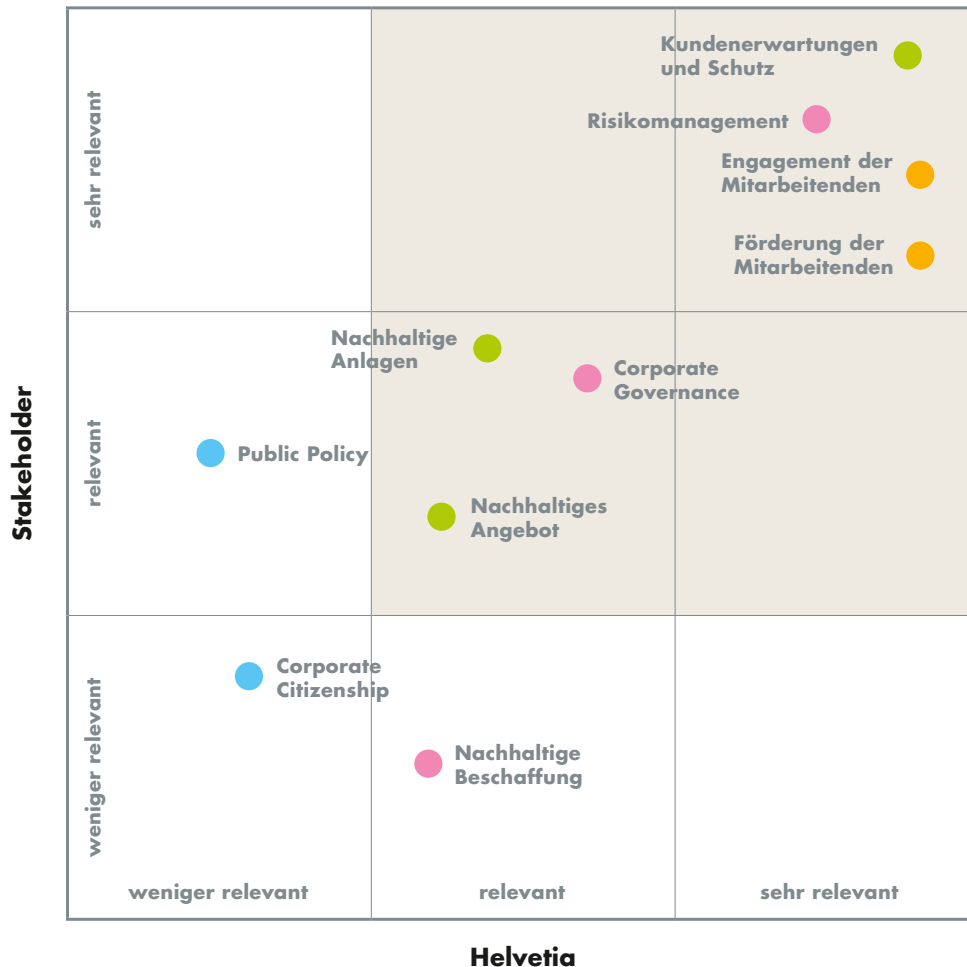 Kundenerwartungen
und Schutz
Risikomanagement
Engagement der
Mitarbeitenden
Förderung der
Mitarbeitenden
sehr relevant
Nachhaltige
Anlagen
Corporate
Governance
Public Policy
Nachhaltiges
Angebot
relevant
Stakeholder
Corporate
Citizenship
Nachhaltige
Beschaffung
weniger relevant
weniger relevant
relevant
sehr relevant
Helvetia